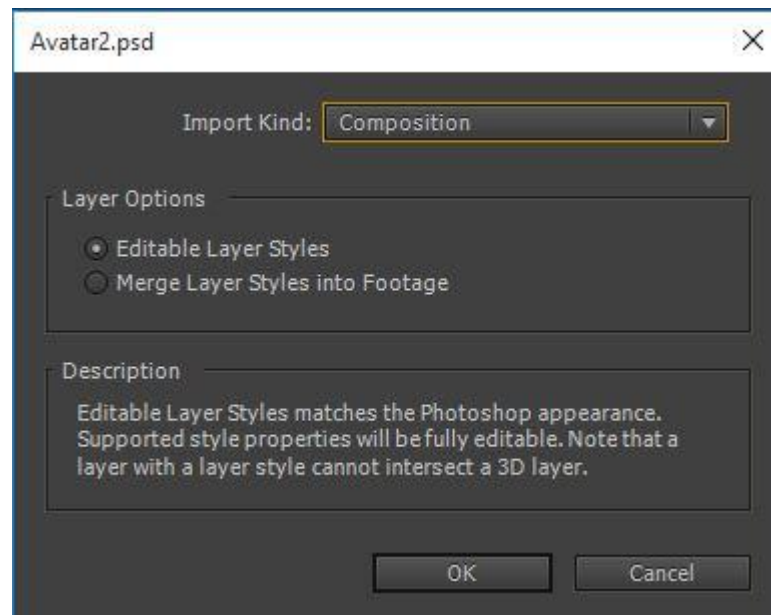 Avatar2.psd
Import Kind: Composition
Layer Options
Editable Layer Styles
Merge Layer Styles into Footage
Description
Editable Layer Styles matches the Photoshop appearance.
Supported style properties will be fully editable. Note that a
layer with a layer style cannot intersect a 3D layer.
OK Cancel